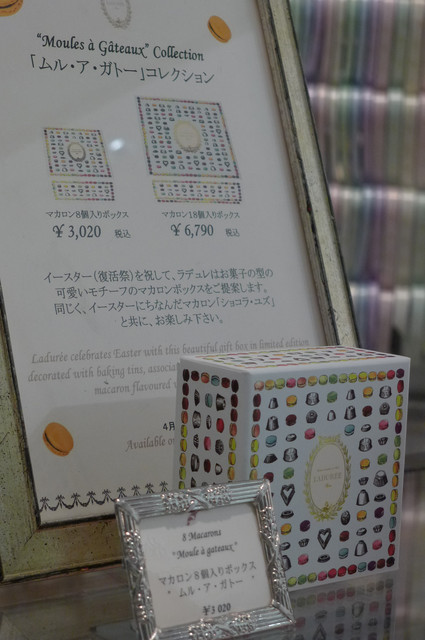 “Moules à Gâteaux” Collection
「ムル・ア・ガトー」コレクション
マカロン8個入りボックス
¥3,020 税込
マカロン18個入りボックス
¥6,790 税込
イースター(復活祭)を祝して、ラデュレはお菓子の型の
可愛いモチーフのマカロンボックスをご提案します。
同じく、イースターにちなんだマカロン「ショコラ・ユズ」
と共に、お楽しみ下さい。
Ladurée celebrates Easter with this beautiful gift box in limited edition
decorated with baking tins, associa
macaron flavoured
4月
Available o
LADURÉE
8 Macarons
"Moule à gateaux"
マカロン8個入りボックス
" ムル・ア・ガトー "
¥3 020